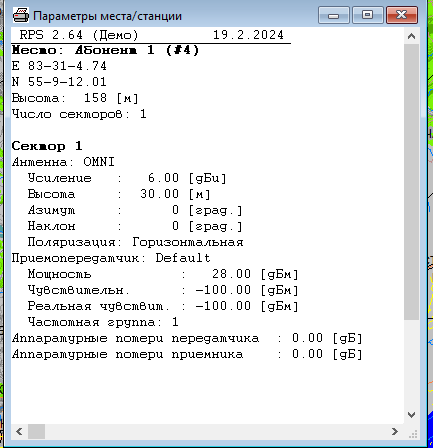 Параметры места/станции
RPS 2.64 (Демо) 19.2.2024
Место: Абонент 1 (#4)
E 83-31-4.74
N 55-9-12.01
Высота: 158 [м]
Число секторов: 1
Сектор 1
Антенна: OMNI
Усиление : 6.00 [дБи]
Высота : 30.00 [м]
Азимут : 0 [град.]
Наклон : 0 [град.]
Поляризация: Горизонтальная
Приемопередатчик: Default
Мощность : 28.00 [дБм]
Чувствительн. : -100.00 [дБм]
Реальная чувствит. : -100.00 [дБм]
Частотная группа: 1
Аппаратурные потери передатчика : 0.00 [дБ]
Аппаратурные потери приемника : 0.00 [дБ]